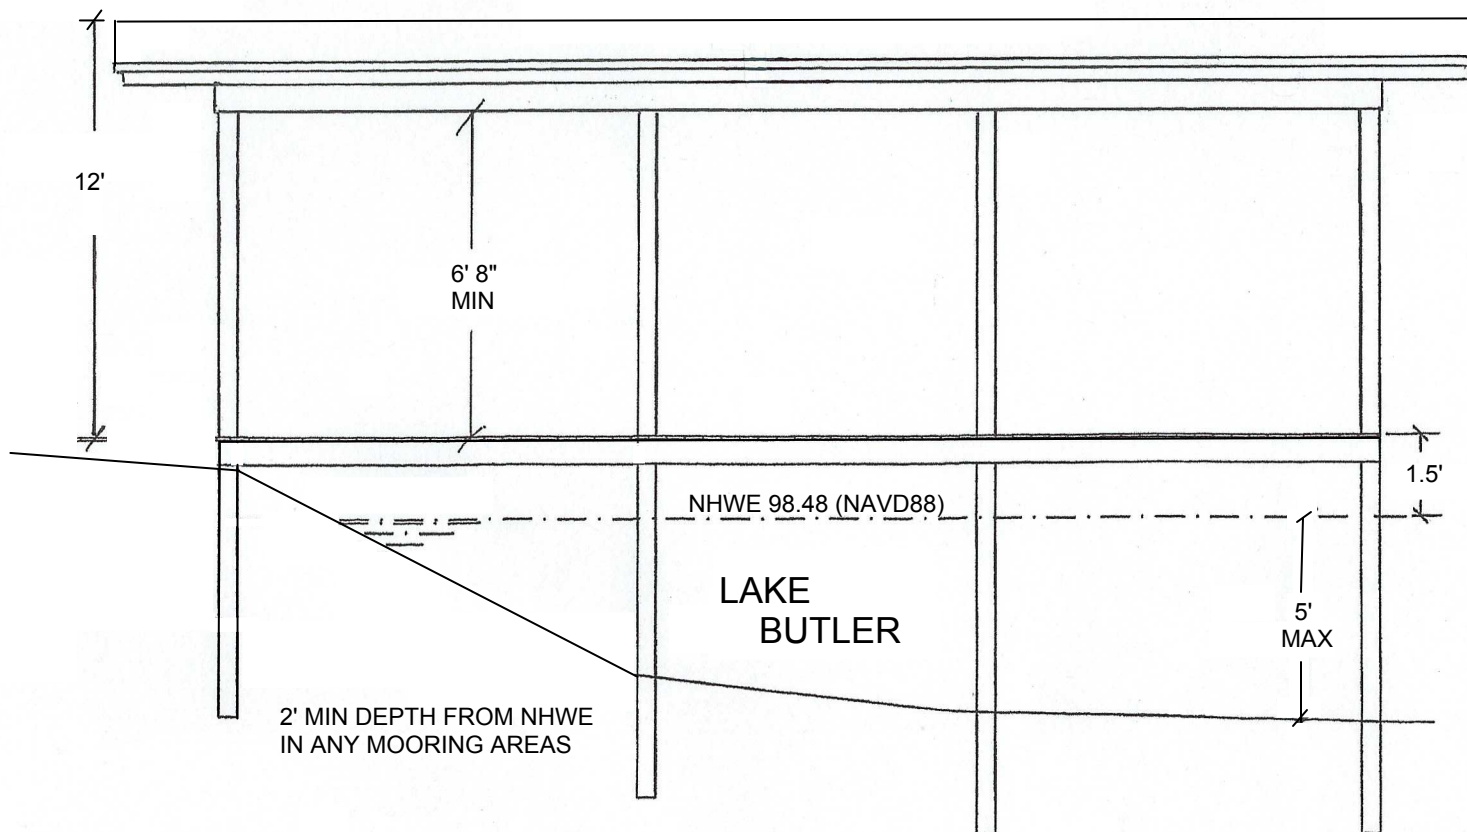 12'
6' 8"
MIN
1.5'
NHWE 98.48 (NAVD88)
LAKE
BUTLER
5'
MAX
2' MIN DEPTH FROM NHWE
IN ANY MOORING AREAS